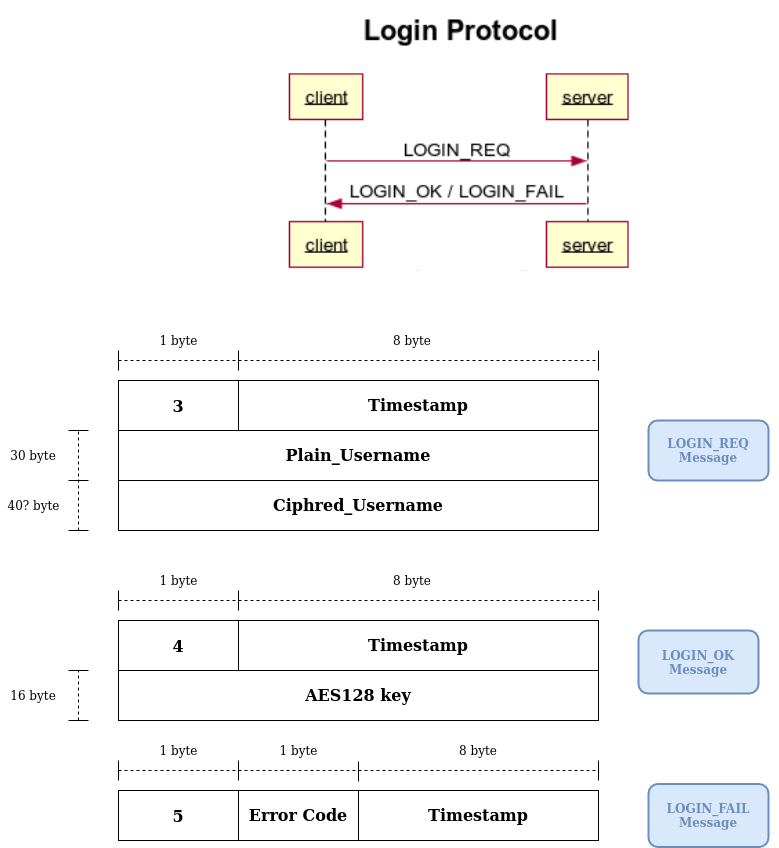 Login Protocol
client
server
LOGIN_REQ
LOGIN_OK / LOGIN_FAIL
client
server
1 byte
8 byte
3
Timestamp
30 byte
Plain_Username
LOGIN_REQ
Message
40? byte
Ciphred_Username
1 byte
8 byte
4
Timestamp
LOGIN_OK
Message
16 byte
AES128 key
1 byte
1 byte
8 byte
5
Error Code
Timestamp
LOGIN_FAIL
Message